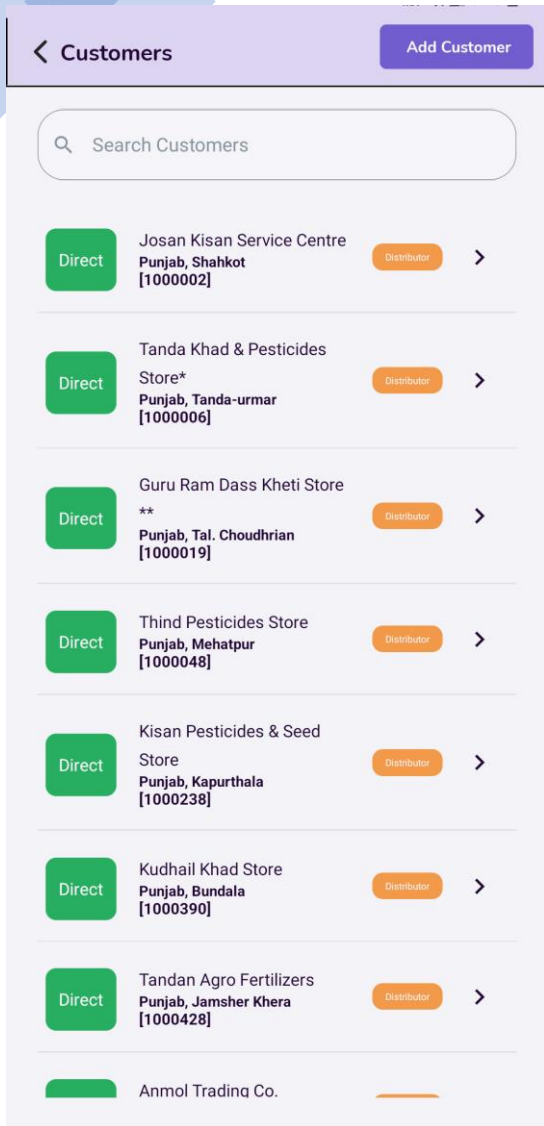 Customers
Add Customer
Search Customers
Direct
Josan Kisan Service Centre
Punjab, Shahkot
[1000002]
Distributor
Direct
Tanda Khad & Pesticides
Store*
Punjab, Tanda-urmar
[1000006]
Distributor
Direct
Guru Ram Dass Kheti Store
**
Punjab, Tal. Choudhrian
[1000019]
Distributor
Direct
Thind Pesticides Store
Punjab, Mehatpur
[1000048]
Distributor
Direct
Kisan Pesticides & Seed
Store
Punjab, Kapurthala
[1000238]
Distributor
Direct
Kudhail Khad Store
Punjab, Bundala
[1000390]
Distributor
Direct
Tandan Agro Fertilizers
Punjab, Jamsher Khera
[1000428]
Distributor
Anmol Trading Co.